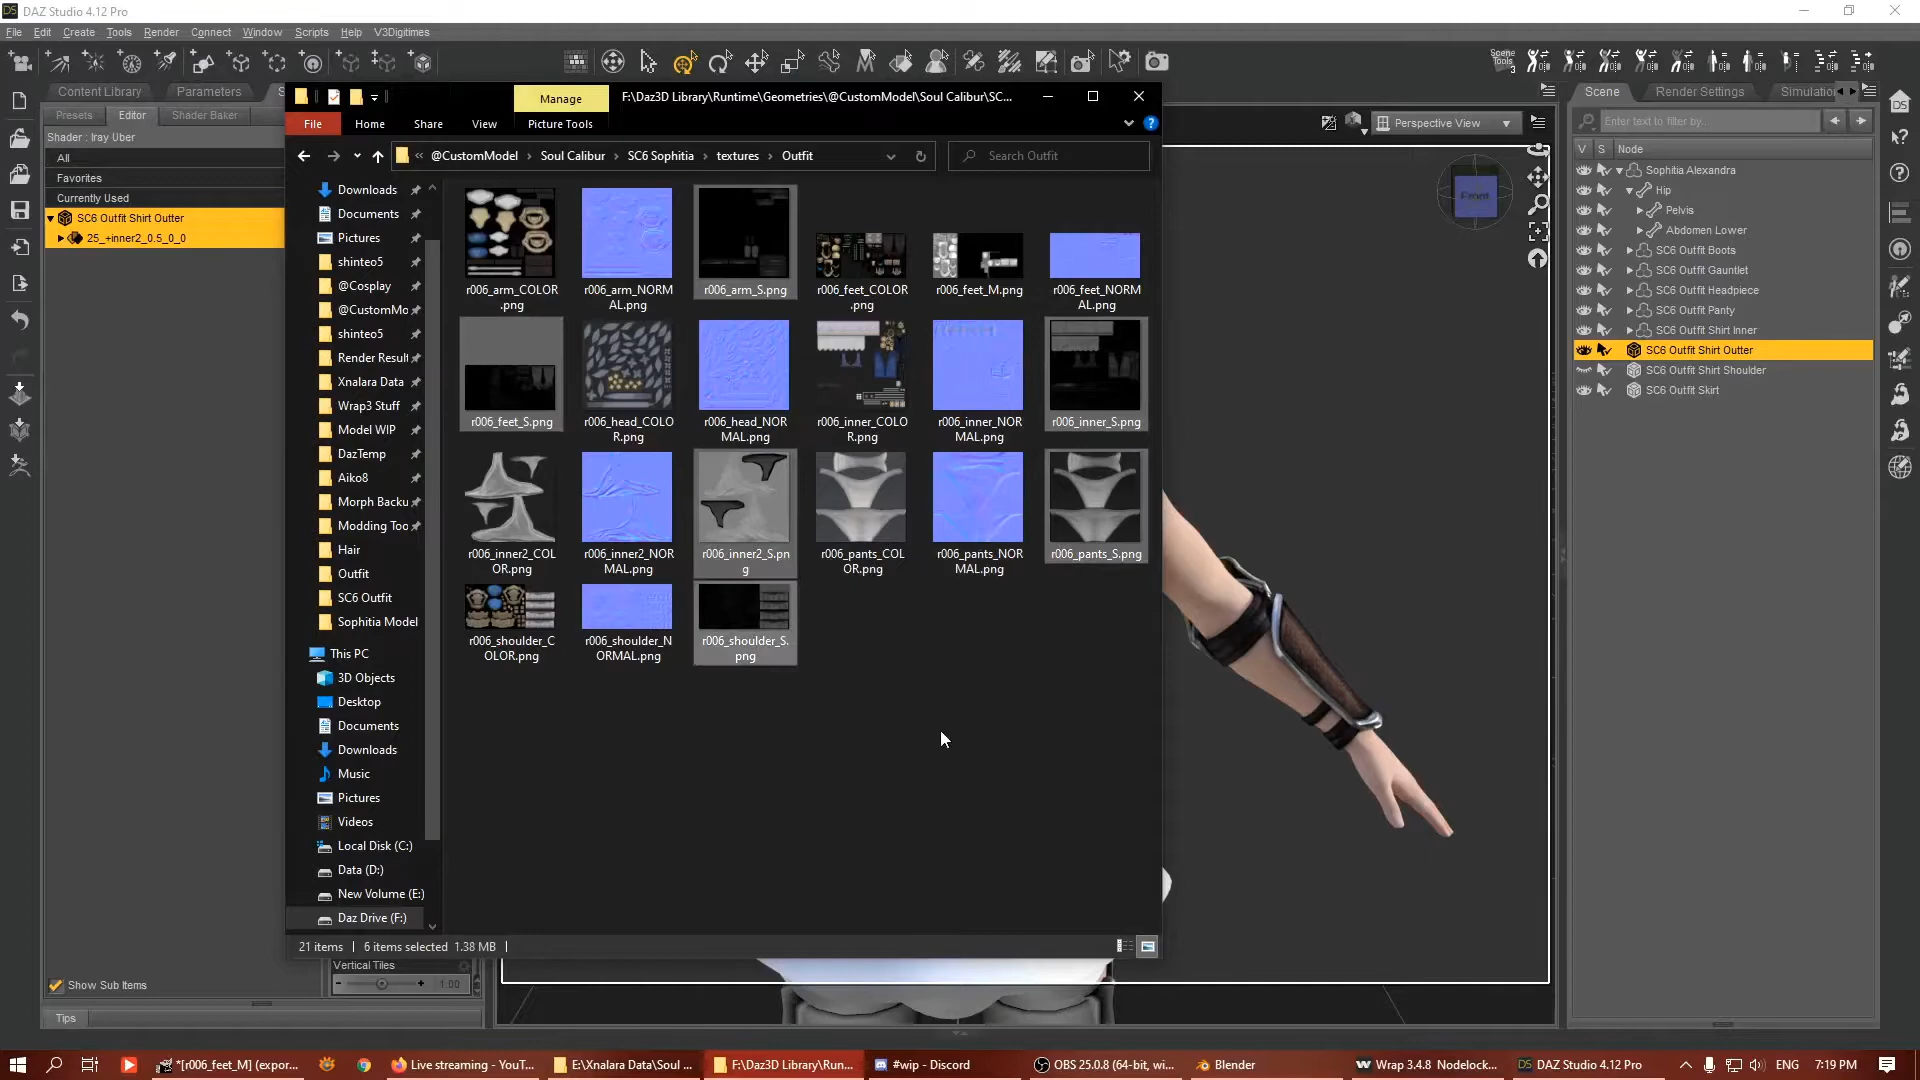 DAZ Studio 4.12 Pro
File Edit Create Tools Render Connect Window Scripts Help V3Digitimes
Scene
Tools
3
Content Library
Parameters
S
Presets
Editor
Shader Baker
Shader : Iray Uber
All
Favorites
Currently Used
SC6 Outfit Shirt Outter
25_+inner2_0.5_0_0
Show Sub Items
Tips
Vertical Tiles
1.00
Manage
F:\Daz3D Library\Runtime\Geometries\@CustomModel\Soul Calibur\SC...
File Home Share View Picture Tools
« @CustomModel › Soul Calibur › SC6 Sophitia › textures › Outfit
Search Outfit
Downloads
Documents
Pictures
shinteo5
@Cosplay
@CustomMo
shinteo5
Render Result
Xnalara Data
Wrap3 Stuff
Model WIP
DazTemp
Aiko8
Morph Backu
Modding Too
Hair
Outfit
SC6 Outfit
Sophitia Model
This PC
3D Objects
Desktop
Documents
Downloads
Music
Pictures
Videos
Local Disk (C:)
Data (D:)
New Volume (E:)
Daz Drive (F:)
r006_arm_COLOR
.png
r006_arm_NORM
AL.png
r006_arm_S.png
r006_feet_COLOR
.png
r006_feet_M.png
r006_feet_NORM
AL.png
r006_feet_S.png
r006_head_COLO
R.png
r006_head_NOR
MAL.png
r006_inner_COLO
R.png
r006_inner_NOR
MAL.png
r006_inner_S.png
r006_inner2_COL
OR.png
r006_inner2_NOR
MAL.png
r006_inner2_S.pn
g
r006_pants_COL
OR.png
r006_pants_NOR
MAL.png
r006_pants_S.png
r006_shoulder_C
OLOR.png
r006_shoulder_N
ORMAL.png
r006_shoulder_S.
png
21 items | 6 items selected 1.38 MB |
Perspective View
Front
Scene
Render Settings
Simulation
Enter text to filter by...
V S Node
Sophitia Alexandra
Hip
Pelvis
Abdomen Lower
SC6 Outfit Boots
SC6 Outfit Gauntlet
SC6 Outfit Headpiece
SC6 Outfit Panty
SC6 Outfit Shirt Inner
SC6 Outfit Shirt Outter
SC6 Outfit Shirt Shoulder
SC6 Outfit Skirt
*[r006_feet_M] (expor...
Live streaming - YouT...
E:\Xnalara Data\Soul ...
F:\Daz3D Library\Run...
#wip - Discord
OBS 25.0.8 (64-bit, wi...
Blender
Wrap 3.4.8 Nodelock...
DAZ Studio 4.12 Pro
ENG
7:19 PM